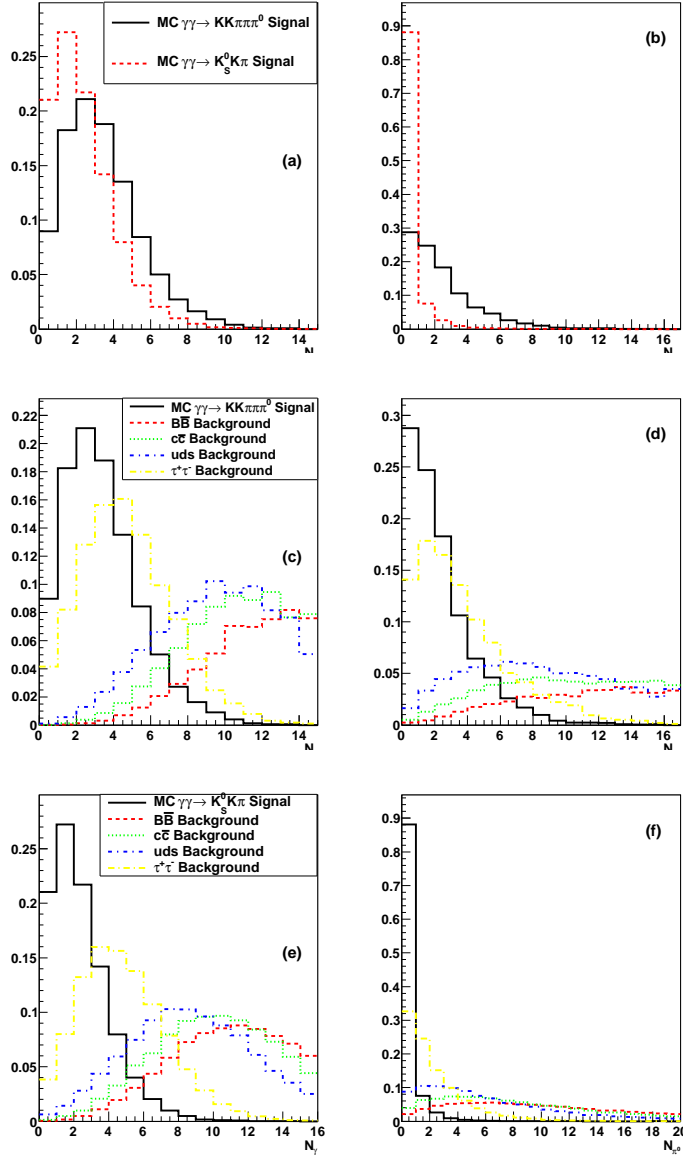 MC γγ→ KKπππ⁰ Signal
MC γγ→ K⁰SKπ Signal
(a)
0.25
0.2
0.15
0.1
0.05
0
0 2 4 6 8 10 12 14
N
(b)
0.9
0.8
0.7
0.6
0.5
0.4
0.3
0.2
0.1
0
0 2 4 6 8 10 12 14 16
N
MC γγ→ KKπππ⁰ Signal
BB̅ Background
cc̅ Background
uds Background
τ⁺τ⁻ Background
(c)
0.22
0.2
0.18
0.16
0.14
0.12
0.1
0.08
0.06
0.04
0.02
0
0 2 4 6 8 10 12 14
N
(d)
0.3
0.25
0.2
0.15
0.1
0.05
0
0 2 4 6 8 10 12 14 16
N
MC γγ→ K⁰SKπ Signal
BB̅ Background
cc̅ Background
uds Background
τ⁺τ⁻ Background
(e)
0.25
0.2
0.15
0.1
0.05
0
0 2 4 6 8 10 12 14 16
Nγ
(f)
0.9
0.8
0.7
0.6
0.5
0.4
0.3
0.2
0.1
0
0 2 4 6 8 10 12 14 16 18 20
Nπ⁰